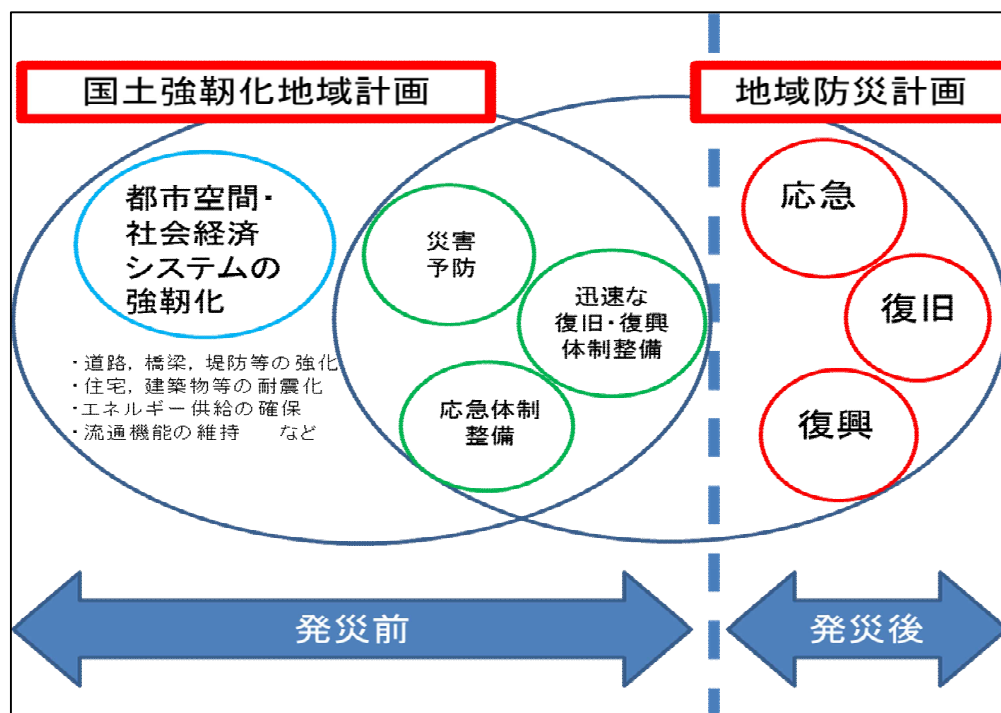 国土強靭化地域計画
地域防災計画
都市空間・
社会経済
システムの
強靭化
・道路，橋梁，堤防等の強化
・住宅，建築物等の耐震化
・エネルギー供給の確保
・流通機能の維持　　など
災害
予防
迅速な
復旧・復興
体制整備
応急体制
整備
応急
復旧
復興
発災前
発災後